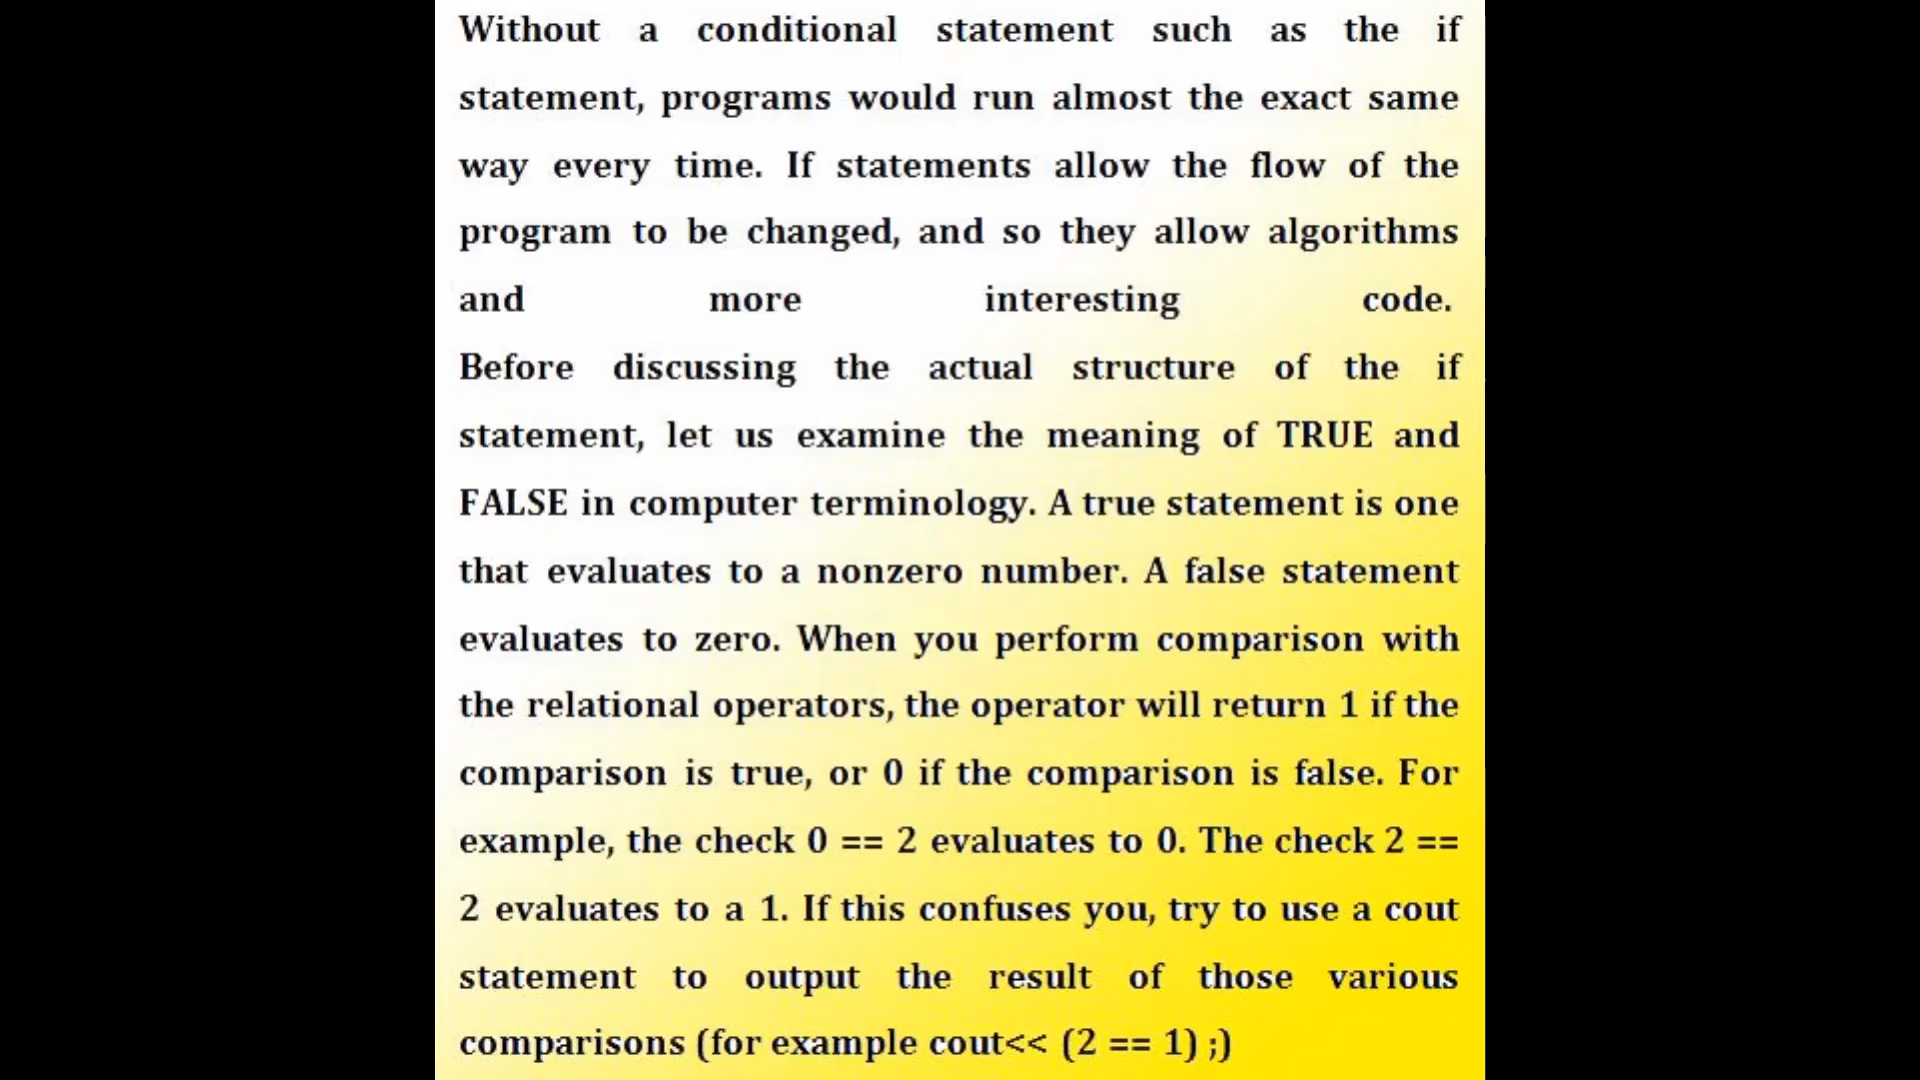 Without a conditional statement such as the if
statement, programs would run almost the exact same
way every time. If statements allow the flow of the
program to be changed, and so they allow algorithms
and more interesting code.
Before discussing the actual structure of the if
statement, let us examine the meaning of TRUE and
FALSE in computer terminology. A true statement is one
that evaluates to a nonzero number. A false statement
evaluates to zero. When you perform comparison with
the relational operators, the operator will return 1 if the
comparison is true, or 0 if the comparison is false. For
example, the check 0 == 2 evaluates to 0. The check 2 ==
2 evaluates to a 1. If this confuses you, try to use a cout
statement to output the result of those various
comparisons (for example cout<< (2 == 1) ;)